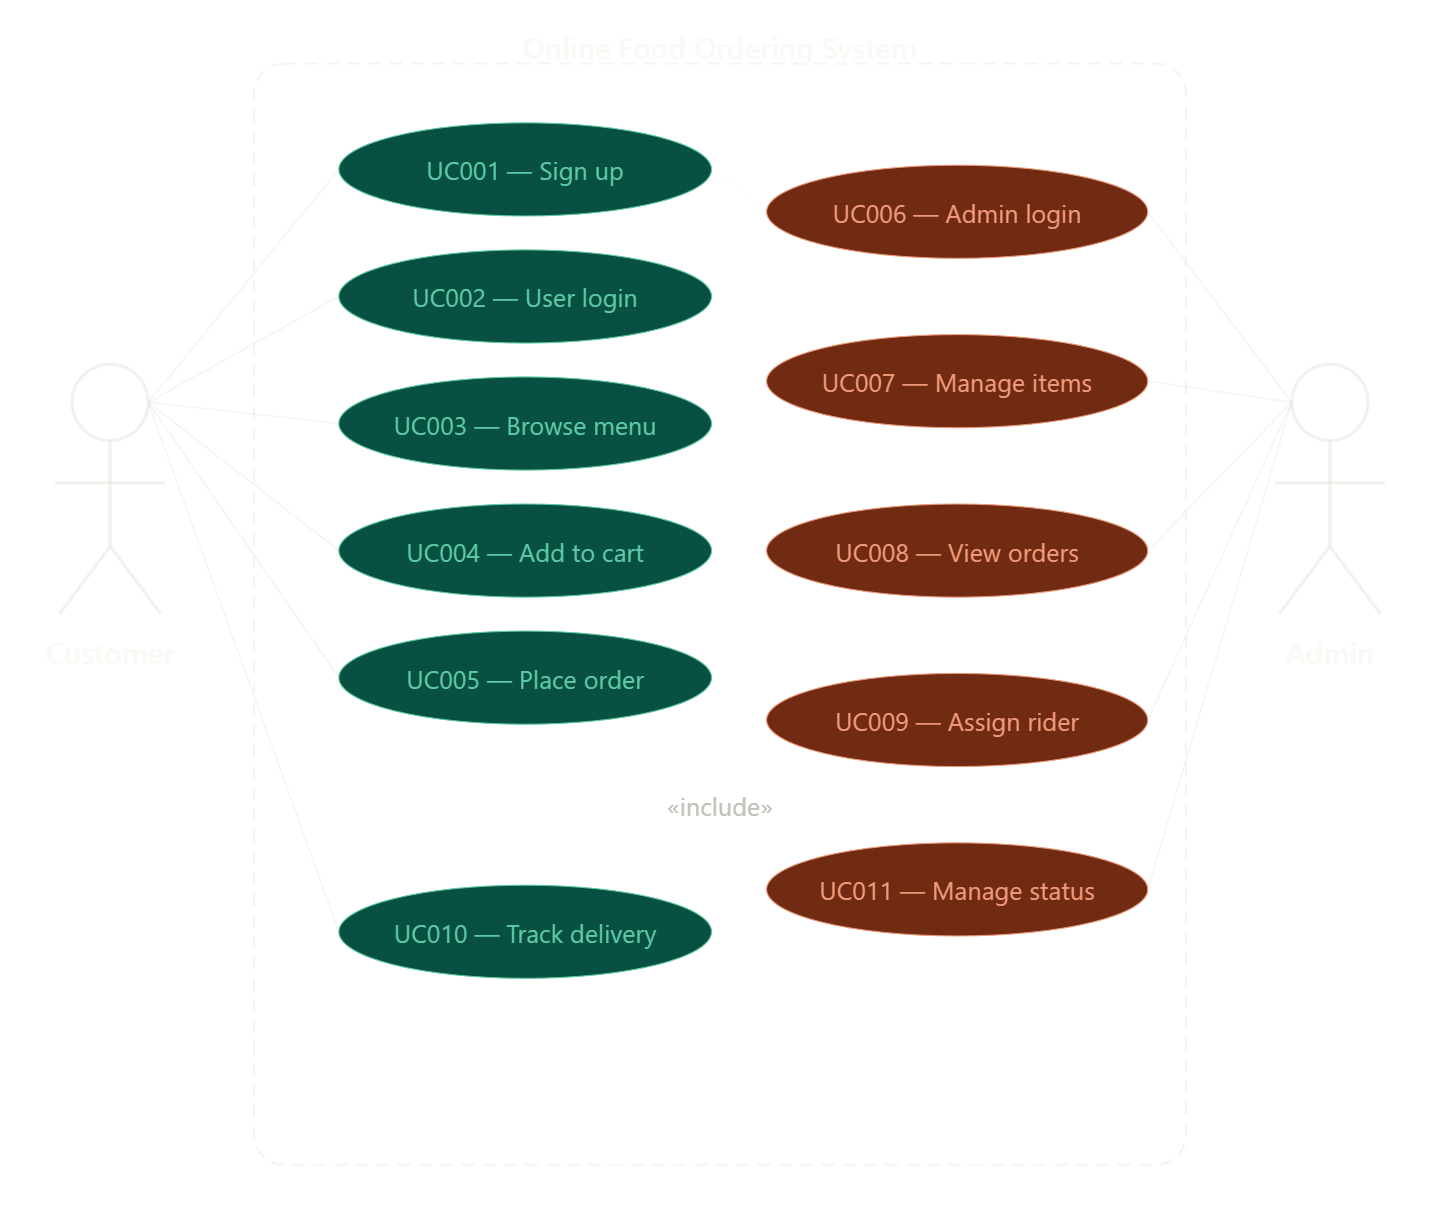 Online Food Ordering System
UC001 — Sign up
UC006 — Admin login
UC002 — User login
UC007 — Manage items
UC003 — Browse menu
UC004 — Add to cart
UC008 — View orders
Customer
Admin
UC005 — Place order
UC009 — Assign rider
«include»
UC011 — Manage status
UC010 — Track delivery